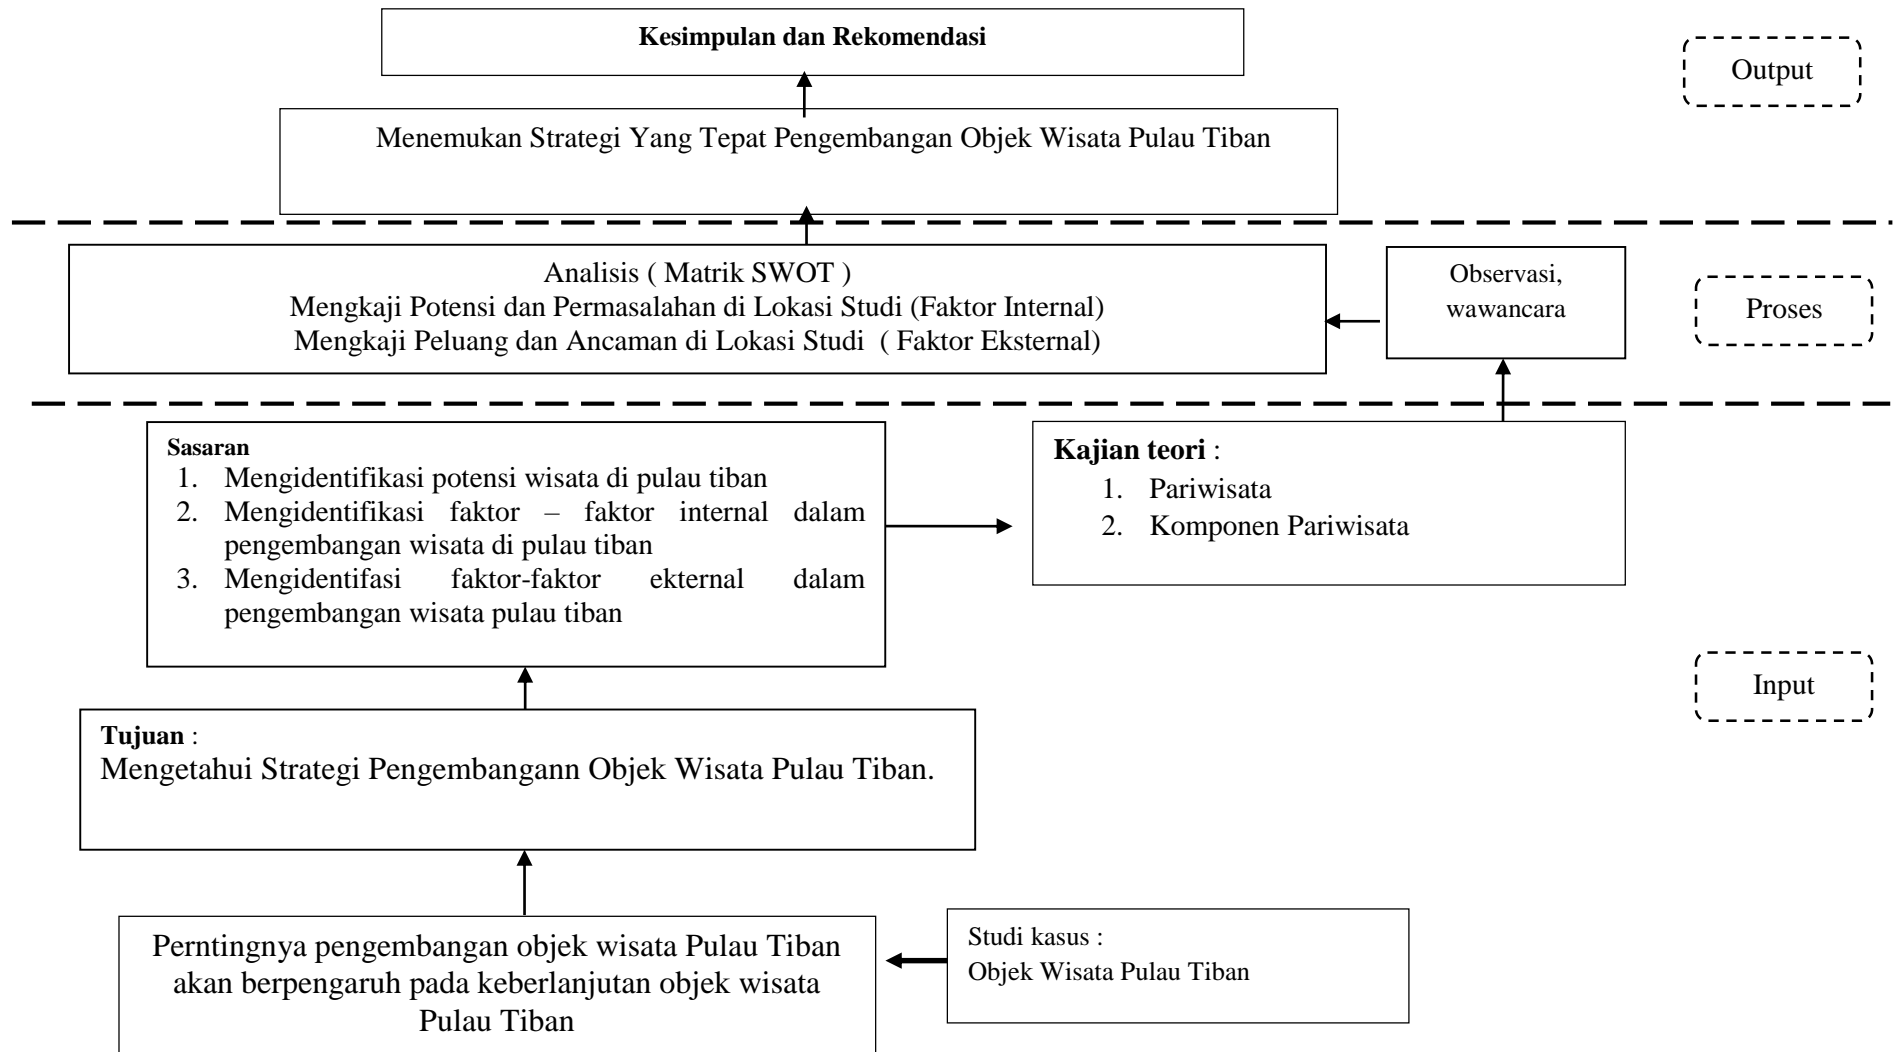 Kesimpulan dan Rekomendasi
Output
Menemukan Strategi Yang Tepat Pengembangan Objek Wisata Pulau Tiban
Analisis ( Matrik SWOT )
Mengkaji Potensi dan Permasalahan di Lokasi Studi (Faktor Internal)
Mengkaji Peluang dan Ancaman di Lokasi Studi ( Faktor Eksternal)
Observasi,
wawancara
Proses
Sasaran
1. Mengidentifikasi potensi wisata di pulau tiban
2. Mengidentifikasi faktor – faktor internal dalam
pengembangan wisata di pulau tiban
3. Mengidentifasi faktor-faktor ekternal dalam
pengembangan wisata pulau tiban
Kajian teori :
1. Pariwisata
2. Komponen Pariwisata
Input
Tujuan :
Mengetahui Strategi Pengembangann Objek Wisata Pulau Tiban.
Perntingnya pengembangan objek wisata Pulau Tiban
akan berpengaruh pada keberlanjutan objek wisata
Pulau Tiban
Studi kasus :
Objek Wisata Pulau Tiban